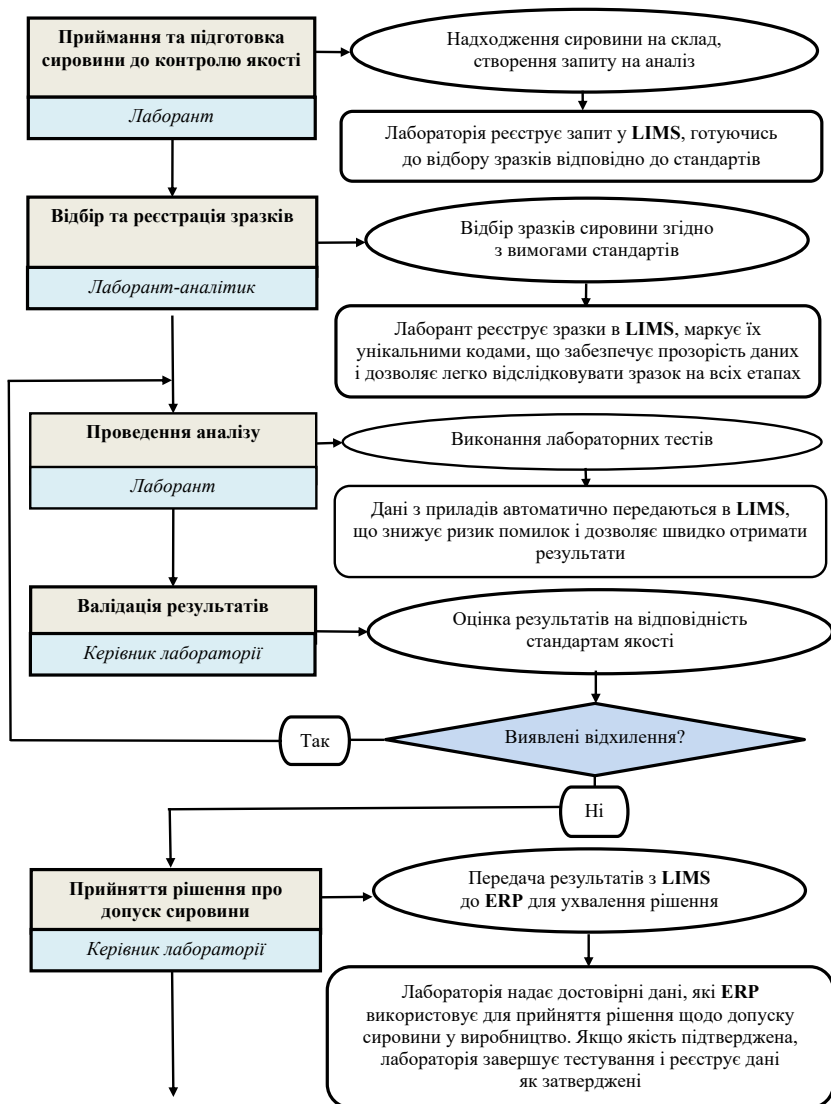 Приймання та підготовка
сировини до контролю якості
Лаборант
Надходження сировини на склад,
створення запиту на аналіз
Лабораторія реєструє запит у LIMS, готуючись
до відбору зразків відповідно до стандартів
Відбір та реєстрація зразків
Лаборант-аналітик
Відбір зразків сировини згідно
з вимогами стандартів
Лаборант реєструє зразки в LIMS, маркує їх
унікальними кодами, що забезпечує прозорість даних
і дозволяє легко відслідковувати зразок на всіх етапах
Проведення аналізу
Лаборант
Виконання лабораторних тестів
Дані з приладів автоматично передаються в LIMS,
що знижує ризик помилок і дозволяє швидко отримати
результати
Валідація результатів
Керівник лабораторії
Оцінка результатів на відповідність
стандартам якості
Виявлені відхилення?
Так
Ні
Прийняття рішення про
допуск сировини
Керівник лабораторії
Передача результатів з LIMS
до ERP для ухвалення рішення
Лабораторія надає достовірні дані, які ERP
використовує для прийняття рішення щодо допуску
сировини у виробництво. Якщо якість підтверджена,
лабораторія завершує тестування і реєструє дані
як затверджені